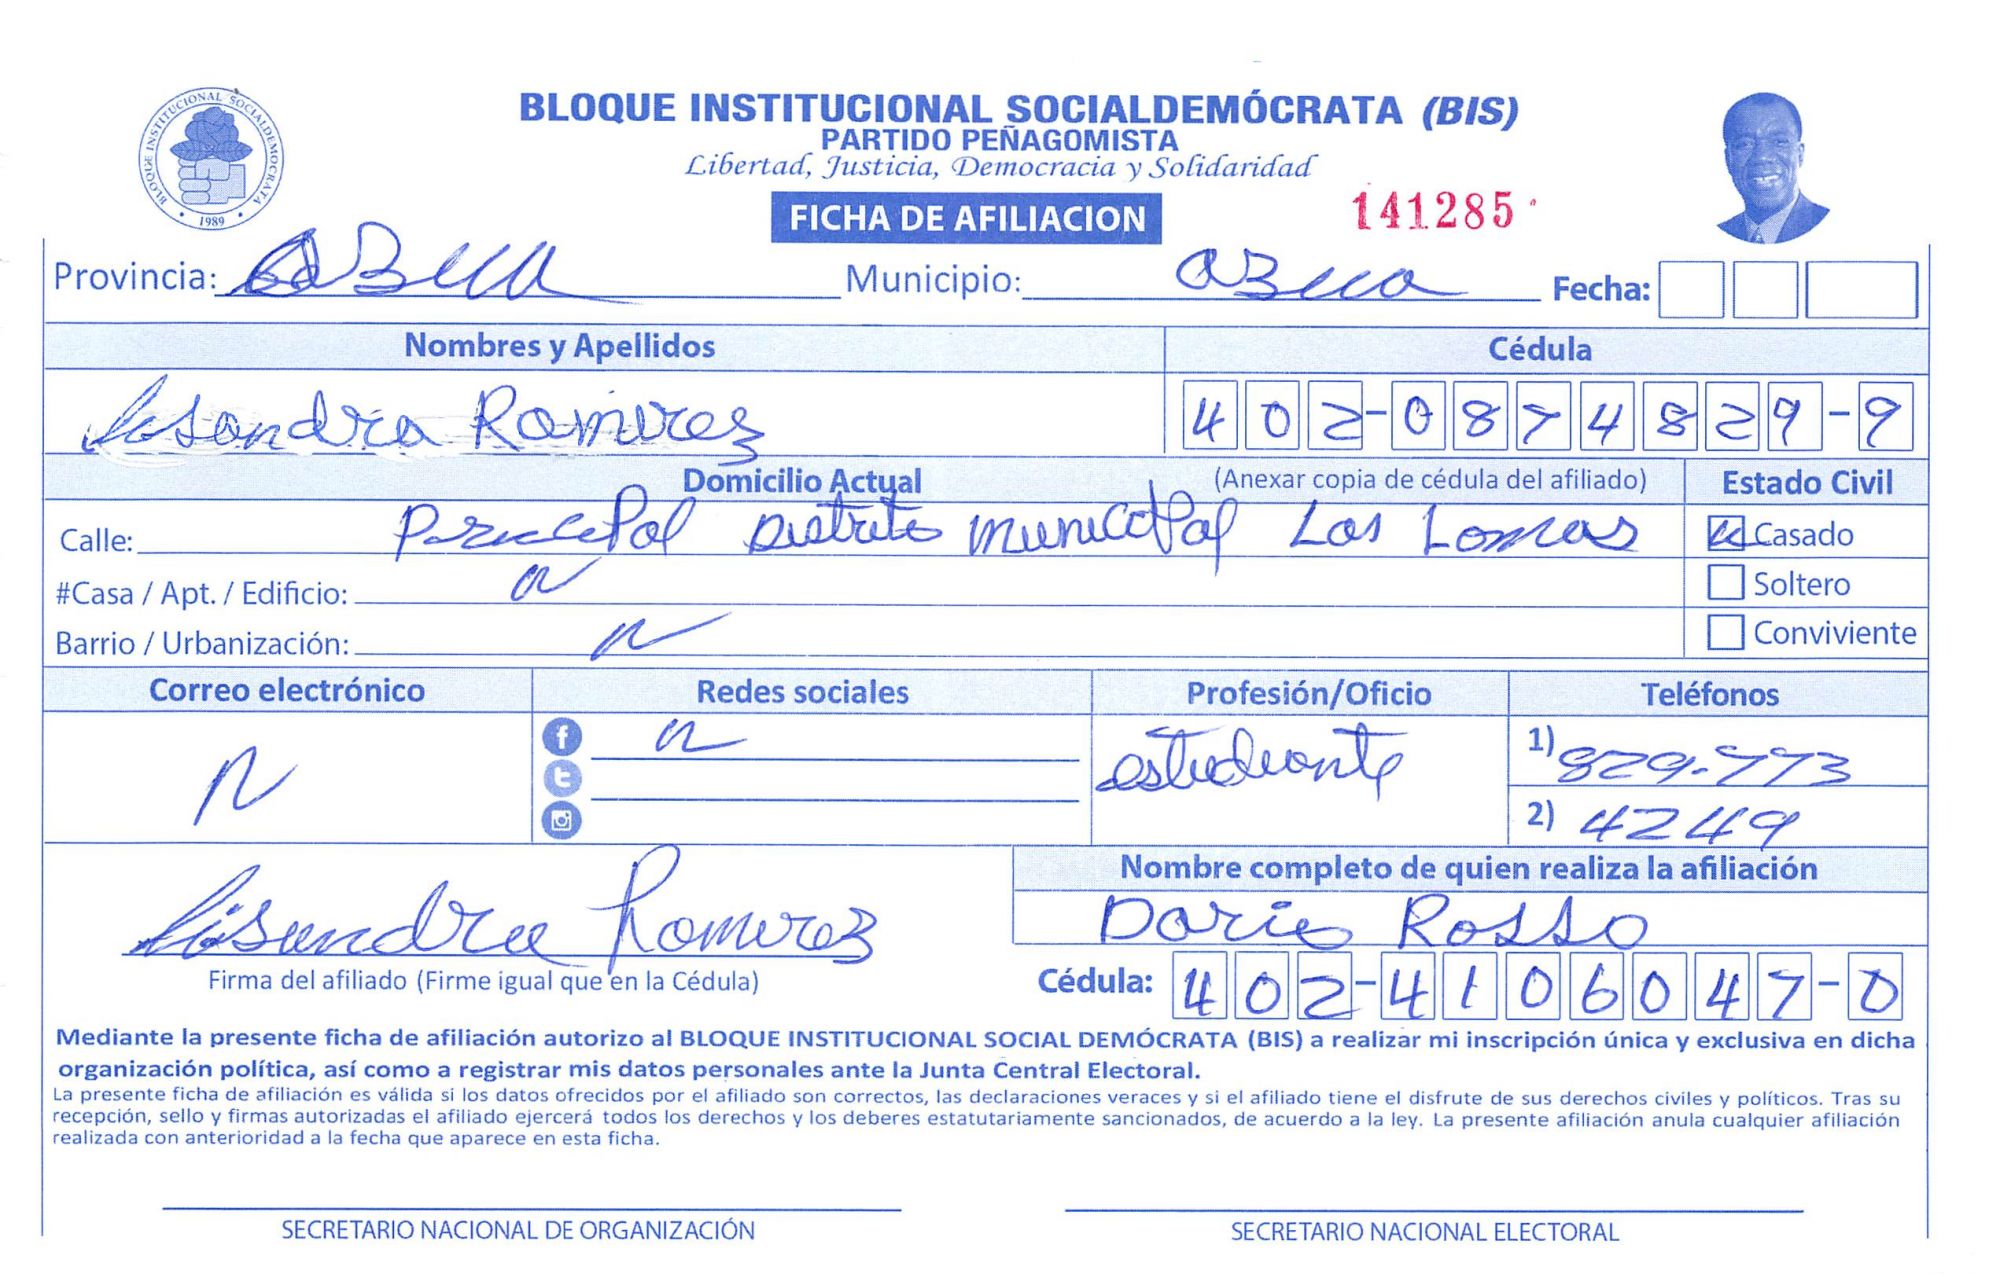 BLOQUE INSTITUCIONAL SOCIALDEMÓCRATA (BIS)
PARTIDO PEÑAGOMISTA
Libertad, Justicia, Democracia y Solidaridad
BLOQUE INSTITUCIONAL SOCIALDEMOCRATA
1989
FICHA DE AFILIACION
141285
Provincia: Azua Municipio: Azua Fecha:
Nombres y Apellidos Cédula
Lisandra Ramirez 402-0874829-9
Domicilio Actual (Anexar copia de cédula del afiliado) Estado Civil
Calle: Principal Distrito Municipal Las Lomas Casado
#Casa / Apt. / Edificio: N Soltero
Barrio / Urbanización: N Conviviente
Correo electrónico Redes sociales Profesión/Oficio Teléfonos
N N estudiante 1) 829-773
2) 4249
Nombre completo de quien realiza la afiliación
Lisandra Ramirez Dario Rosso
Firma del afiliado (Firme igual que en la Cédula) Cédula: 402-4106047-0
Mediante la presente ficha de afiliación autorizo al BLOQUE INSTITUCIONAL SOCIAL DEMÓCRATA (BIS) a realizar mi inscripción única y exclusiva en dicha
organización política, así como a registrar mis datos personales ante la Junta Central Electoral.
La presente ficha de afiliación es válida si los datos ofrecidos por el afiliado son correctos, las declaraciones veraces y si el afiliado tiene el disfrute de sus derechos civiles y políticos. Tras su
recepción, sello y firmas autorizadas el afiliado ejercerá todos los derechos y los deberes estatutariamente sancionados, de acuerdo a la ley. La presente afiliación anula cualquier afiliación
realizada con anterioridad a la fecha que aparece en esta ficha.
SECRETARIO NACIONAL DE ORGANIZACIÓN SECRETARIO NACIONAL ELECTORAL